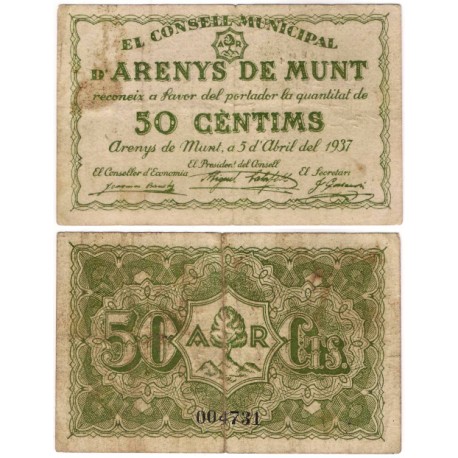 EL CONSELL MUNICIPAL
A R
D'ARENYS DE MUNT
reconeix a favor del portador la quantitat de
50 CÈNTIMS
Arenys de Munt, a 5 d'Abril del 1937
El President del Consell
El Conseller d'Economia El Secretari
Miquel
50 A R Cts.
004731